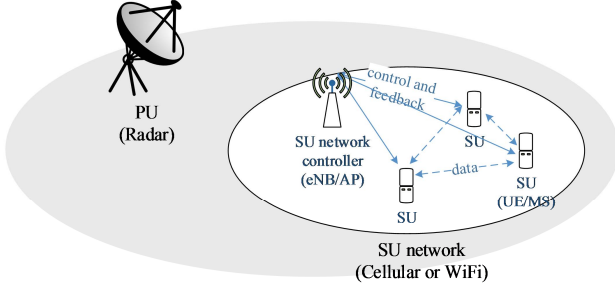 PU
(Radar)
control and
feedback
SU network
controller
(eNB/AP)
SU
data
SU
(UE/MS)
SU
SU network
(Cellular or WiFi)